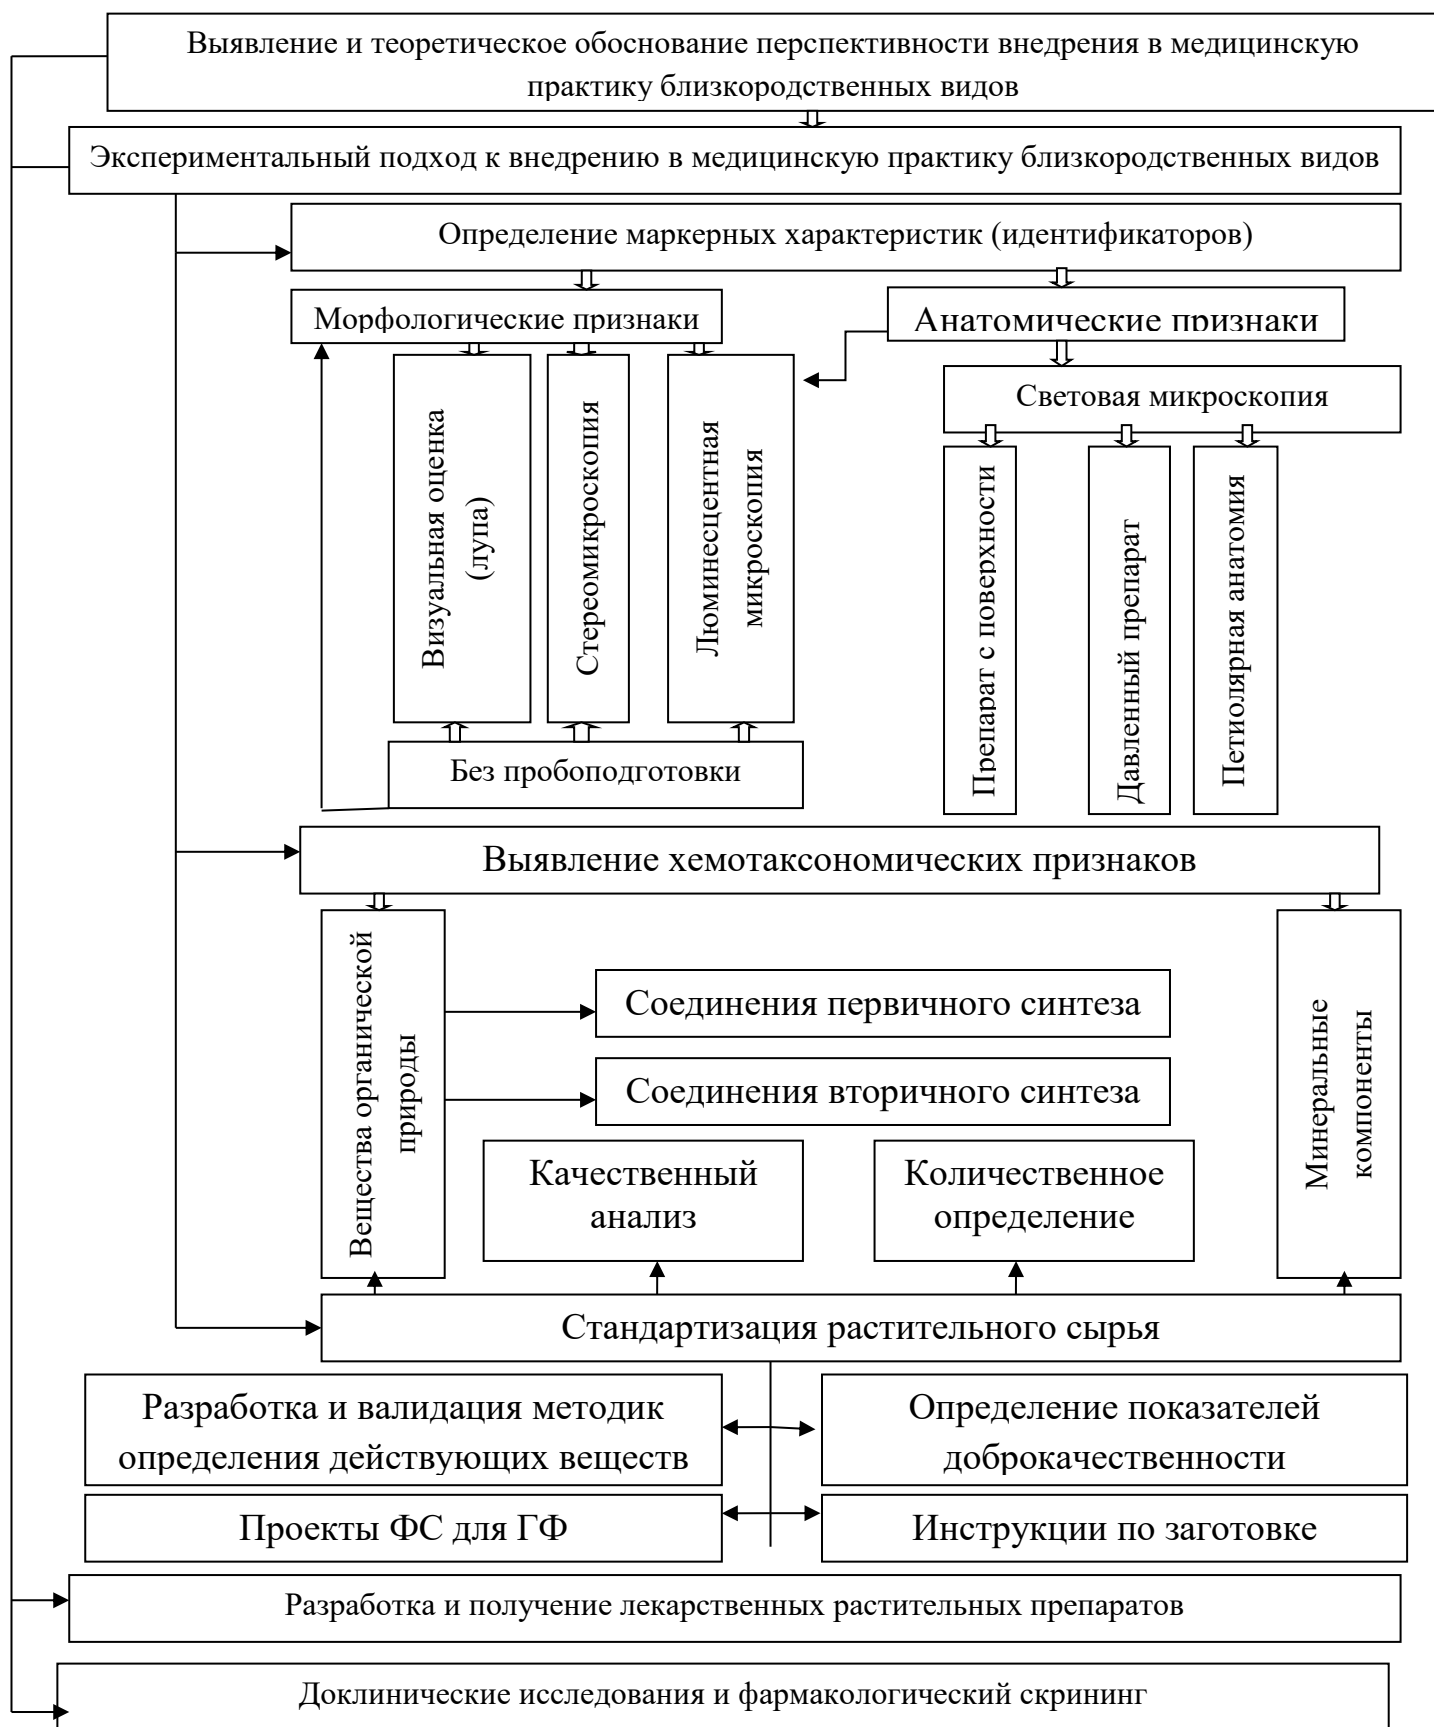 Выявление и теоретическое обоснование перспективности внедрения в медицинскую
практику близкородственных видов
Экспериментальный подход к внедрению в медицинскую практику близкородственных видов
Определение маркерных характеристик (идентификаторов)
Морфологические признаки
Анатомические признаки
Световая микроскопия
Визуальная оценка
(лупа)
Стереомикроскопия
Люминесцентная
микроскопия
Препарат с поверхности
Давленный препарат
Петиолярная анатомия
Без пробоподготовки
Выявление хемотаксономических признаков
Вещества органической
природы
Соединения первичного синтеза
Соединения вторичного синтеза
Минеральные
компоненты
Качественный
анализ
Количественное
определение
Стандартизация растительного сырья
Разработка и валидация методик
определения действующих веществ
Определение показателей
доброкачественности
Проекты ФС для ГФ
Инструкции по заготовке
Разработка и получение лекарственных растительных препаратов
Доклинические исследования и фармакологический скрининг